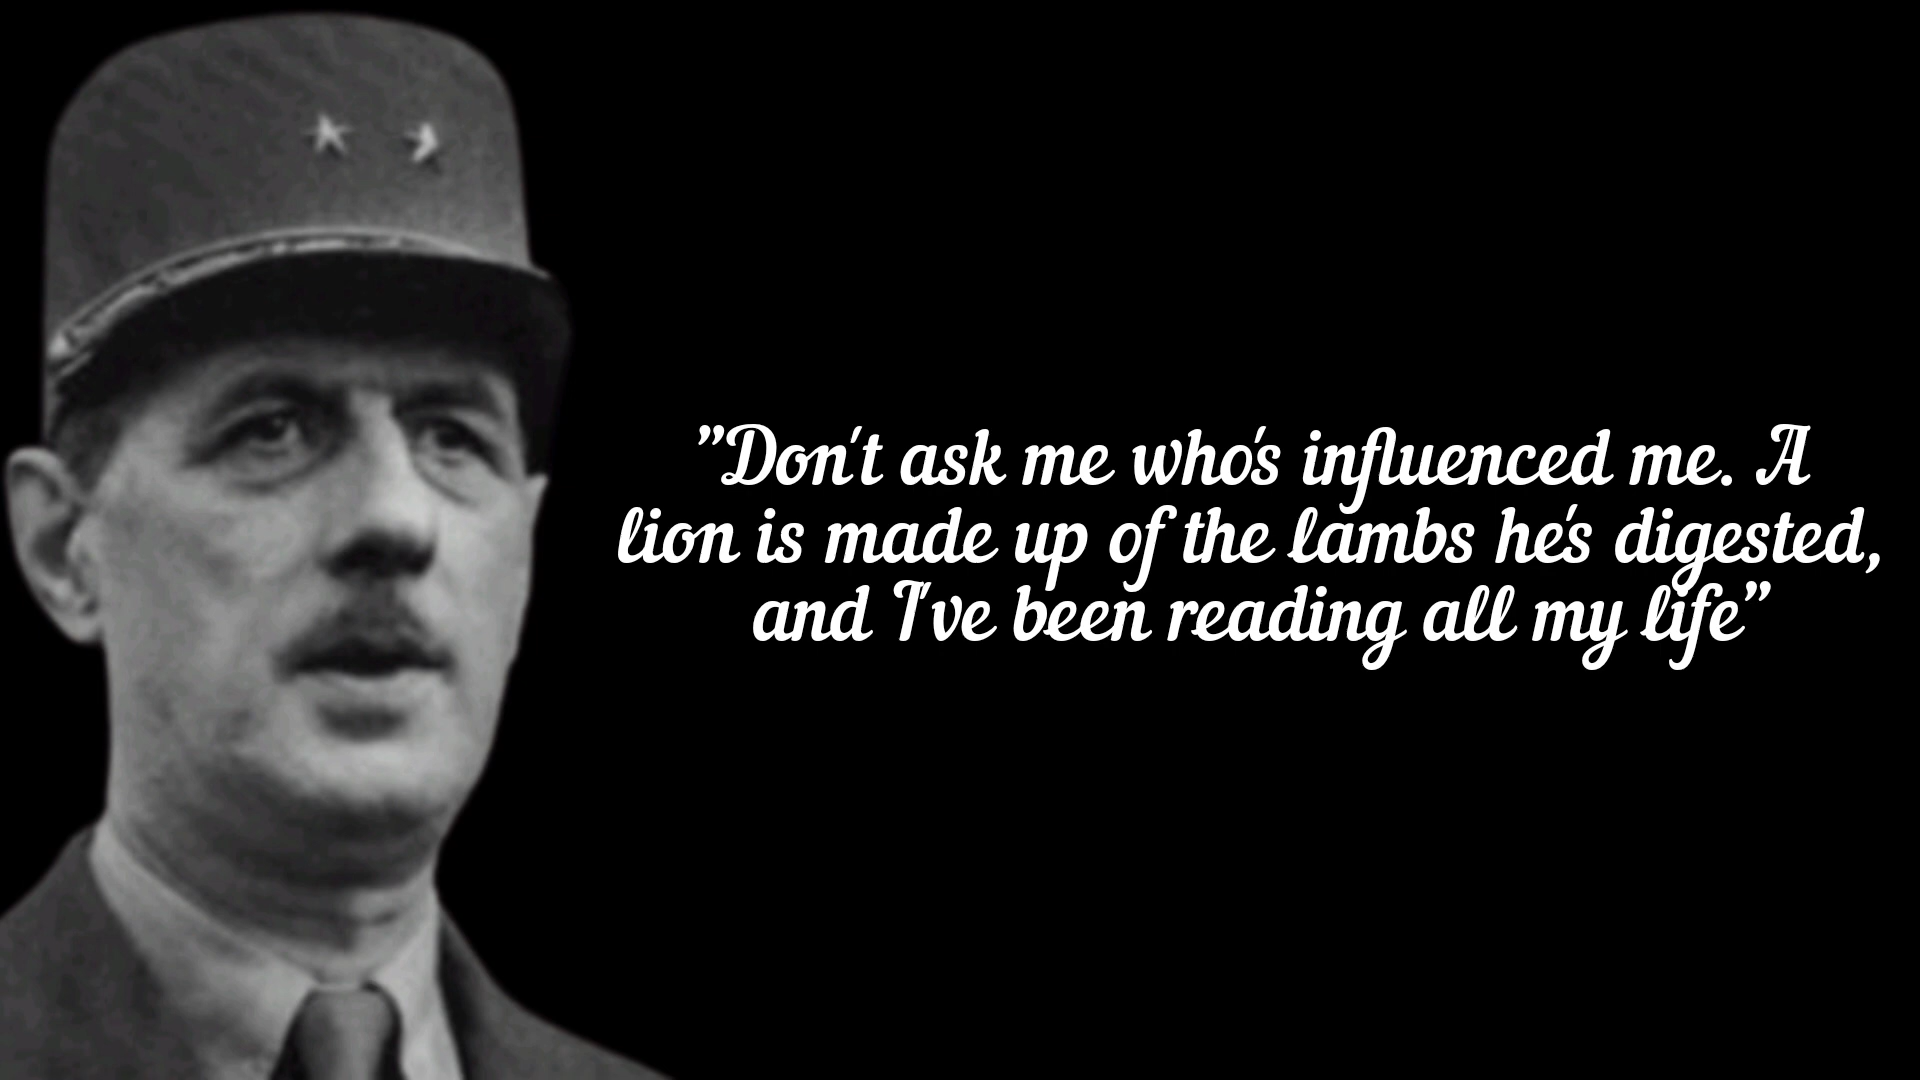 ”Don't ask me who's influenced me. A
lion is made up of the lambs he's digested,
and I've been reading all my life”